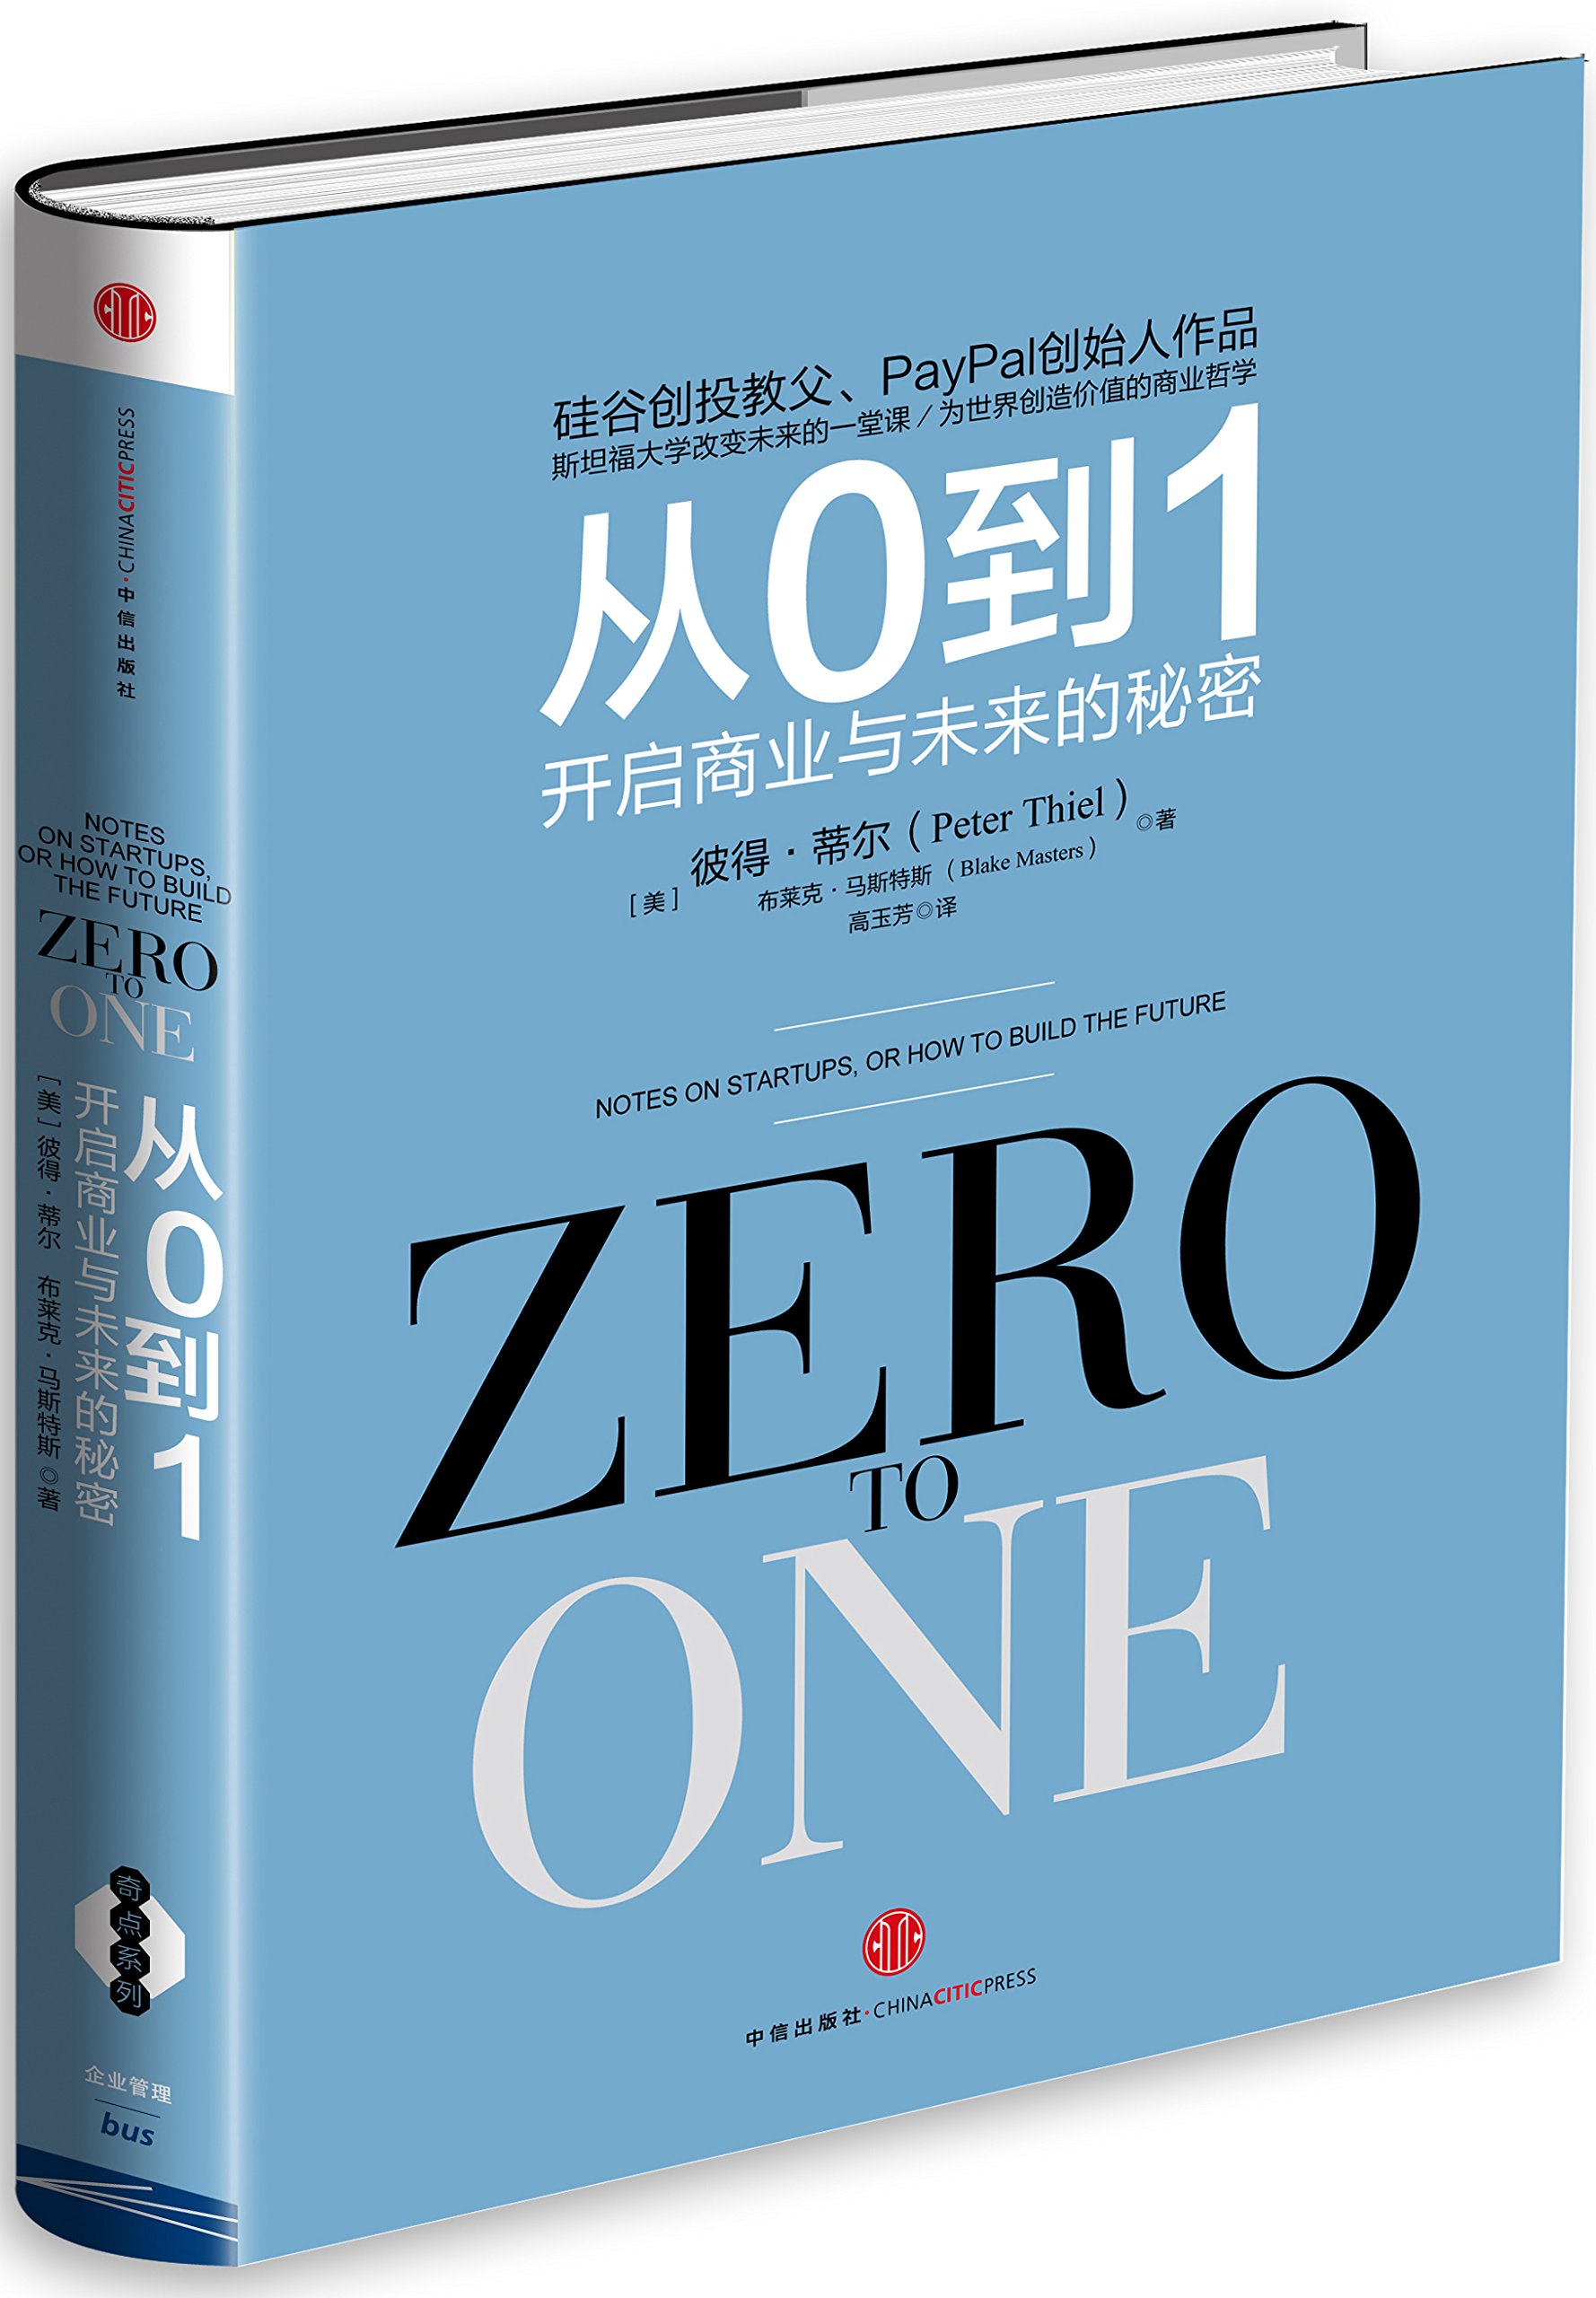 硅谷创投教父、PayPal创始人作品
斯坦福大学改变未来的一堂课/为世界创造价值的商业哲学
从0到1
开启商业与未来的秘密
[美] 彼得·蒂尔（Peter Thiel）
布莱克·马斯特斯（Blake Masters） ◎著
高玉芳◎译
NOTES ON STARTUPS, OR HOW TO BUILD THE FUTURE
ZERO
TO
ONE
中信出版社·CHINACITICPRESS
中信出版社·CHINACITICPRESS
NOTES
ON STARTUPS,
OR HOW TO BUILD
THE FUTURE
ZERO
TO
ONE
从0到1
开启商业与未来的秘密
[美]彼得·蒂尔 布莱克·马斯特斯◎著
奇点系列
企业管理
bus